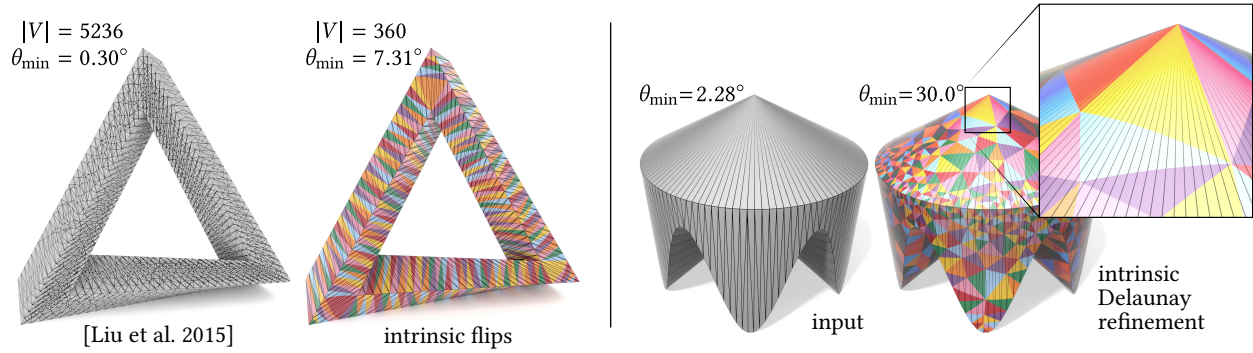 |V| = 5236
θmin = 0.30°
[Liu et al. 2015]
|V| = 360
θmin = 7.31°
intrinsic flips
θmin=2.28°
input
θmin=30.0°
intrinsic
Delaunay
refinement